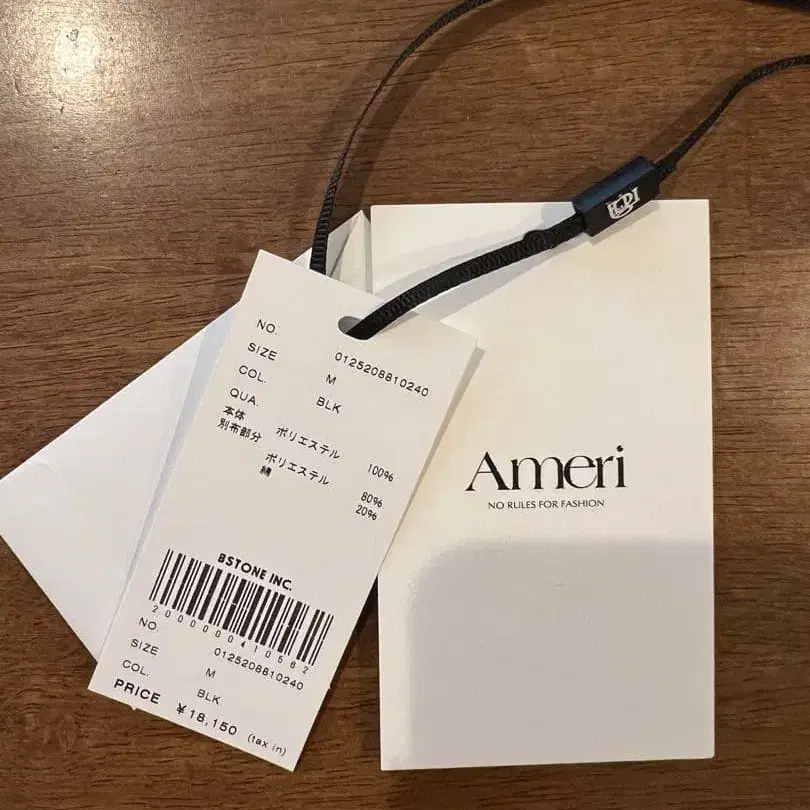 NO. 0125208810240
SIZE M
COL. BLK
QUA.
本体 ポリエステル 100%
別布部分 ポリエステル 80%
綿 20%
BSTONE INC.
2000000410562
NO. 0125208810240
SIZE M
COL. BLK
PRICE ¥18,150 (tax in)
Ameri
NO RULES FOR FASHION